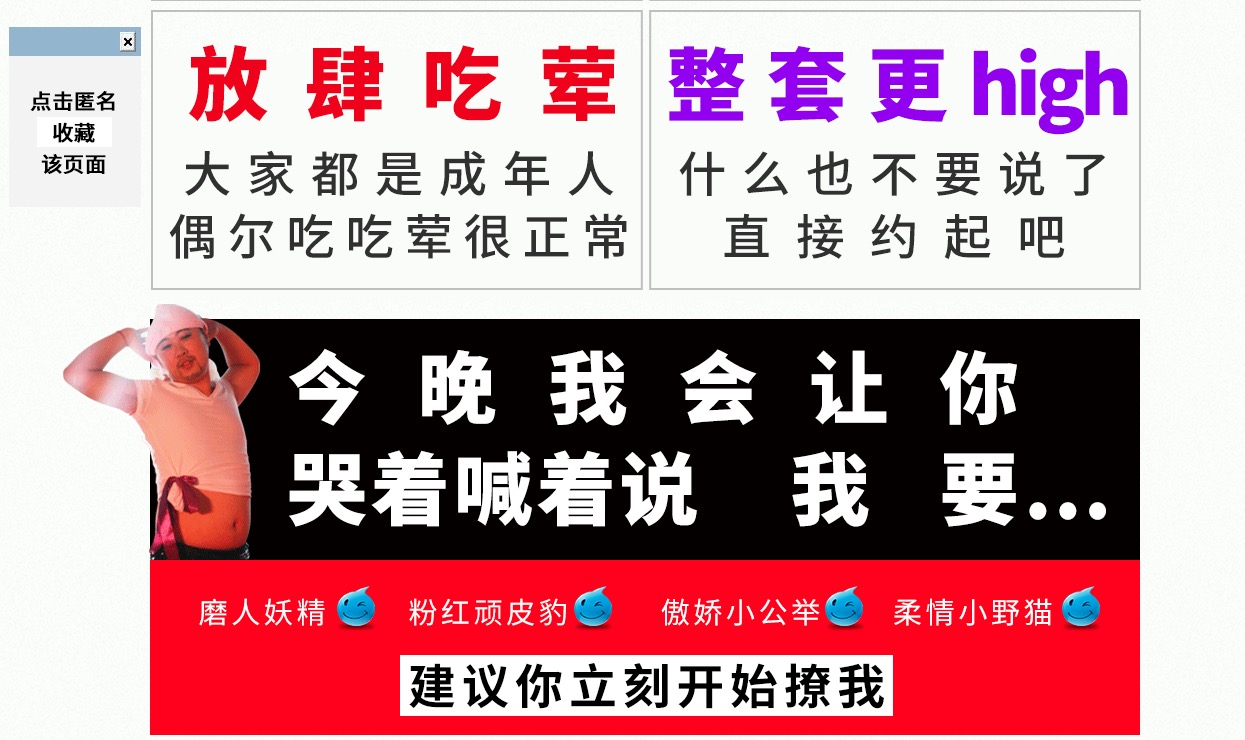 点击匿名
收藏
该页面
放肆吃荤
大家都是成年人
偶尔吃吃荤很正常
整套更high
什么也不要说了
直接约起吧
今晚我会让你
哭着喊着说 我 要...
磨人妖精 粉红顽皮豹 傲娇小公举 柔情小野猫
建议你立刻开始撩我